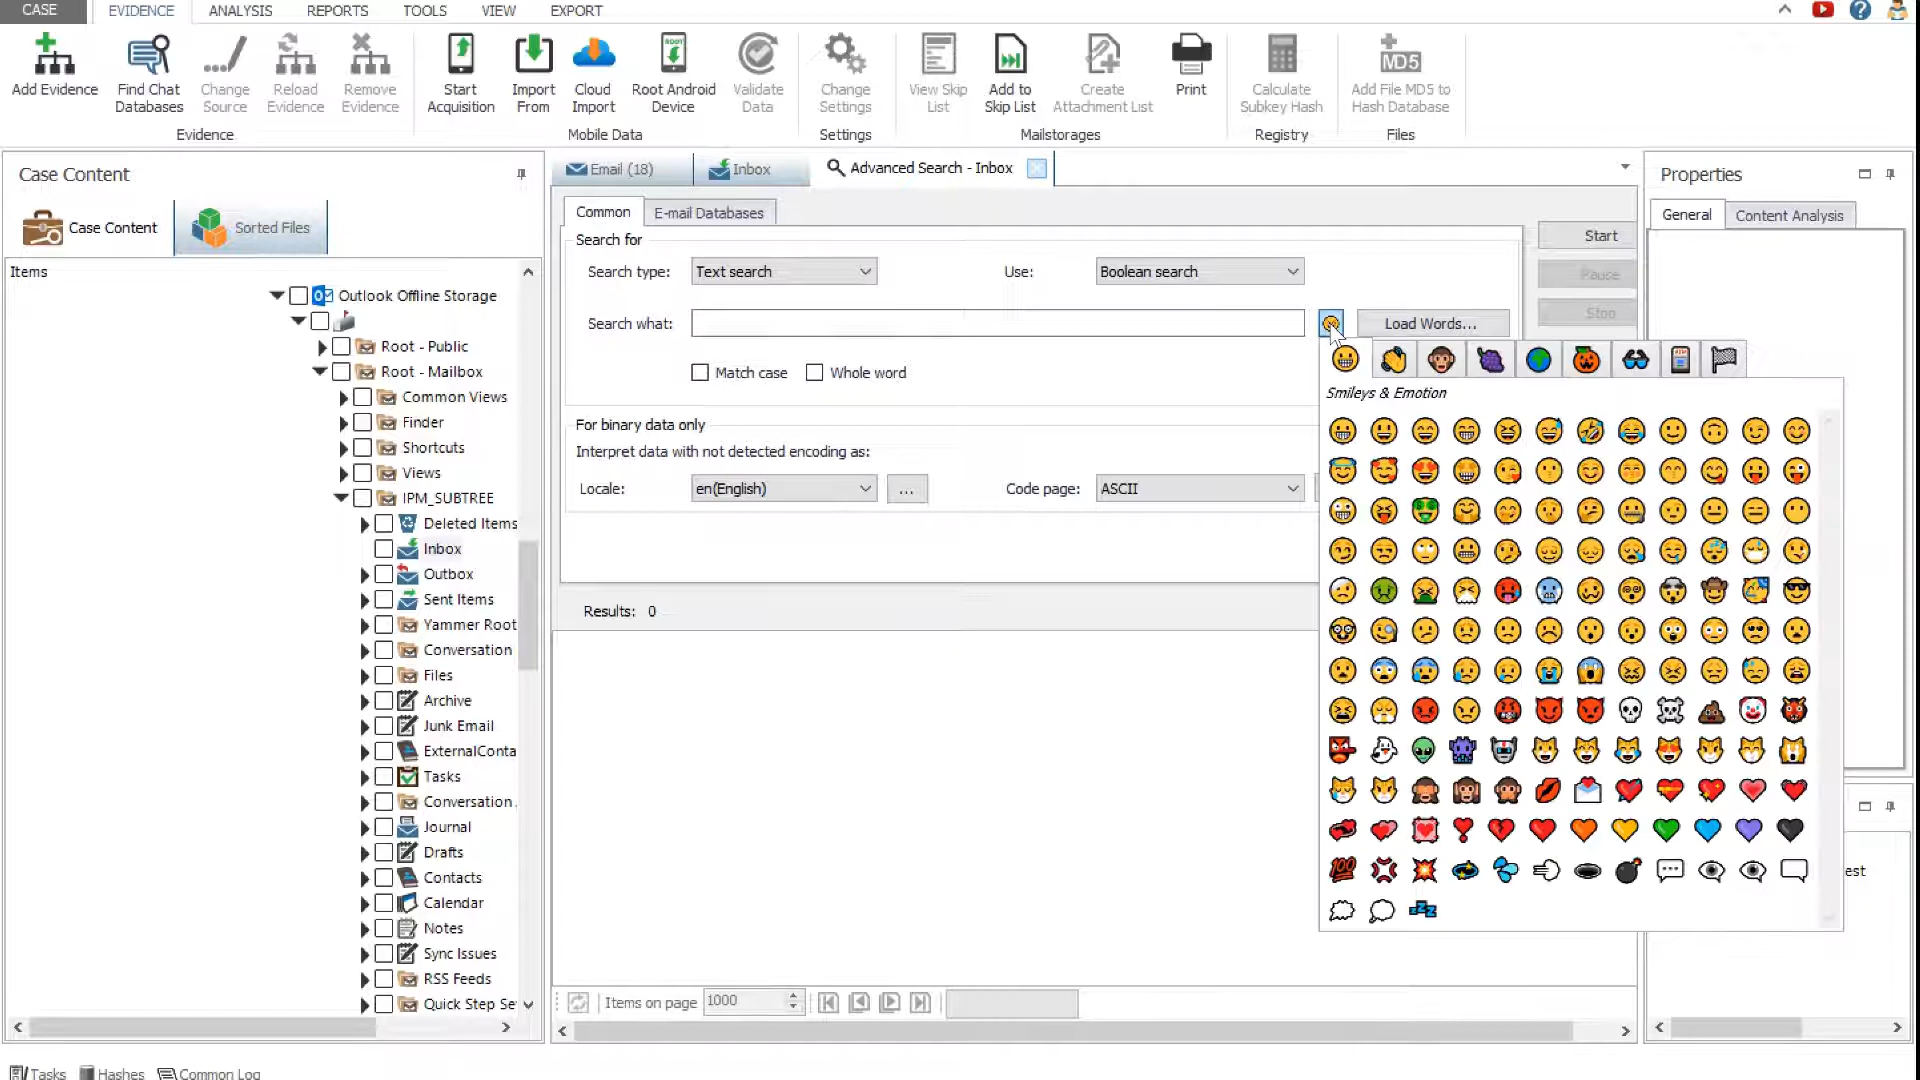 CASE EVIDENCE ANALYSIS REPORTS TOOLS VIEW EXPORT
Add Evidence
Find Chat Databases
Change Source
Reload Evidence
Remove Evidence
Evidence
Start Acquisition
Import From
Cloud Import
Root Android Device
Validate Data
Mobile Data
Change Settings
Settings
View Skip List
Add to Skip List
Create Attachment List
Print
Mailstorages
Calculate Subkey Hash
Registry
Add File MD5 to Hash Database
Files
Case Content
Case Content
Sorted Files
Items
Outlook Offline Storage
Root - Public
Root - Mailbox
Common Views
Finder
Shortcuts
Views
IPM_SUBTREE
Deleted Items
Inbox
Outbox
Sent Items
Yammer Root
Conversation
Files
Archive
Junk Email
ExternalConta
Tasks
Conversation
Journal
Drafts
Contacts
Calendar
Notes
Sync Issues
RSS Feeds
Quick Step Se
Email (18)
Inbox
Advanced Search - Inbox
Common
E-mail Databases
Search for
Search type: Text search Use: Boolean search
Search what: Load Words...
Match case Whole word
For binary data only
Interpret data with not detected encoding as:
Locale: en(English) ... Code page: ASCII
Start
Pause
Stop
Results: 0
Smileys & Emotion
Items on page 1000
Properties
General
Content Analysis
est
Tasks Hashes Common Log